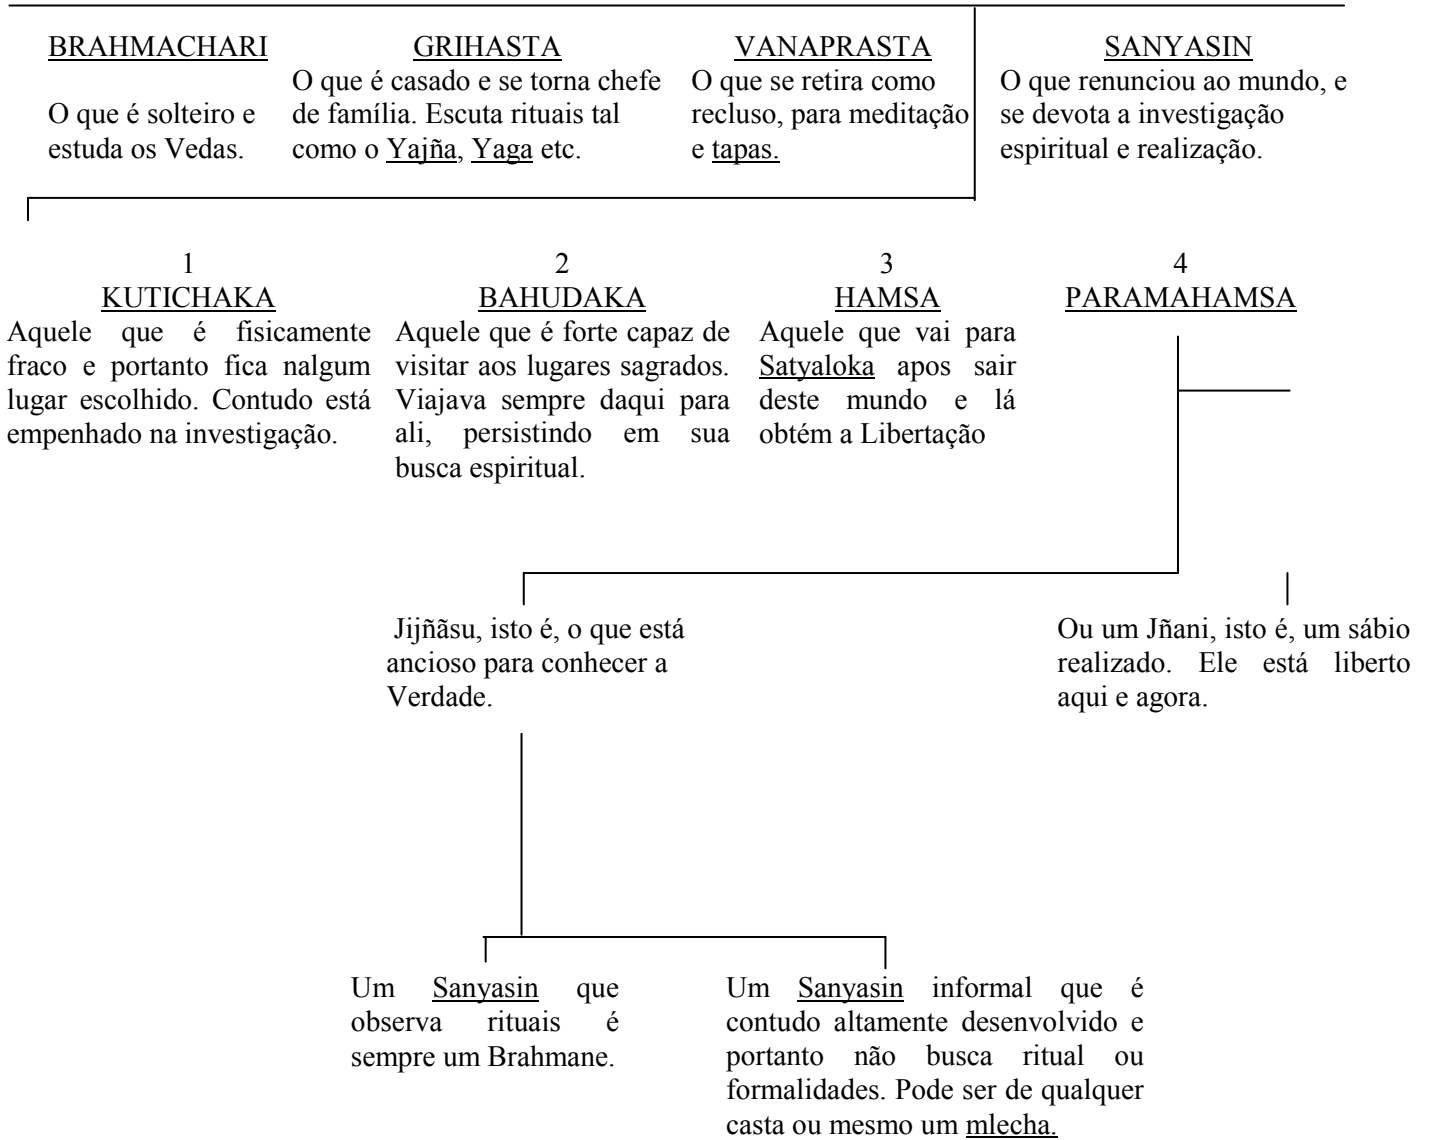 BRAHMACHARI
O que é solteiro e
estuda os Vedas.
GRIHASTA
O que é casado e se torna chefe
de família. Escuta rituais tal
como o Yajña, Yaga etc.
VANAPRASTA
O que se retira como
recluso, para meditação
e tapas.
SANYASIN
O que renunciou ao mundo, e
se devota a investigação
espiritual e realização.
1
KUTICHAKA
Aquele que é fisicamente
fraco e portanto fica nalgum
lugar escolhido. Contudo está
empenhado na investigação.
2
BAHUDAKA
Aquele que é forte capaz de
visitar aos lugares sagrados.
Viajava sempre daqui para
ali, persistindo em sua
busca espiritual.
3
HAMSA
Aquele que vai para
Satyaloka apos sair
deste mundo e lá
obtém a Libertação
4
PARAMAHAMSA
Jijñãsu, isto é, o que está
ancioso para conhecer a
Verdade.
Ou um Jñani, isto é, um sábio
realizado. Ele está liberto
aqui e agora.
Um Sanyasin que
observa rituais é
sempre um Brahmane.
Um Sanyasin informal que é
contudo altamente desenvolvido e
portanto não busca ritual ou
formalidades. Pode ser de qualquer
casta ou mesmo um mlecha.